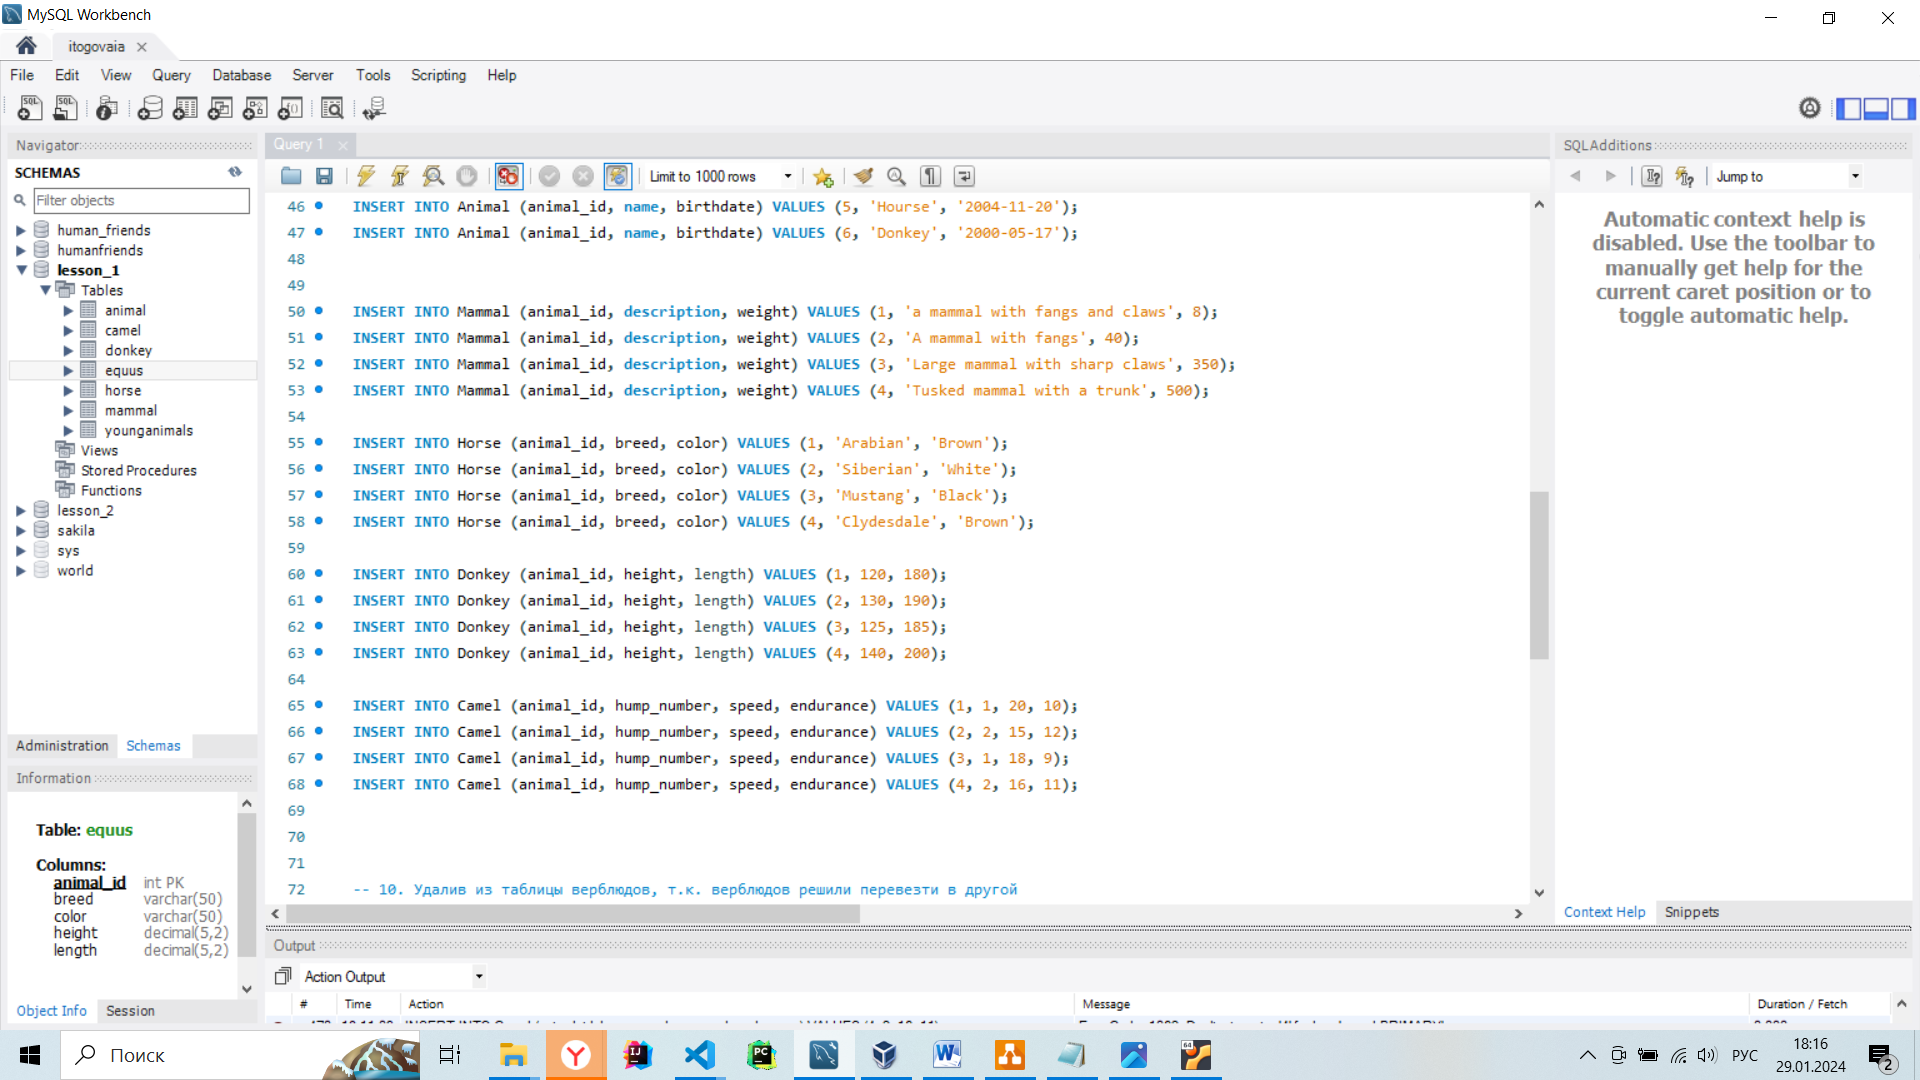 MySQL Workbench
itogovaia
File Edit View Query Database Server Tools Scripting Help
Navigator
SCHEMAS
Filter objects
human_friends
humanfriends
lesson_1
Tables
animal
camel
donkey
equus
horse
mammal
younganimals
Views
Stored Procedures
Functions
lesson_2
sakila
sys
world
Administration Schemas
Information
Table: equus
Columns:
animal_id int PK
breed varchar(50)
color varchar(50)
height decimal(5,2)
length decimal(5,2)
Object Info Session
Query 1
Limit to 1000 rows
46 INSERT INTO Animal (animal_id, name, birthdate) VALUES (5, 'Hourse', '2004-11-20');
47 INSERT INTO Animal (animal_id, name, birthdate) VALUES (6, 'Donkey', '2000-05-17');
48
49
50 INSERT INTO Mammal (animal_id, description, weight) VALUES (1, 'a mammal with fangs and claws', 8);
51 INSERT INTO Mammal (animal_id, description, weight) VALUES (2, 'A mammal with fangs', 40);
52 INSERT INTO Mammal (animal_id, description, weight) VALUES (3, 'Large mammal with sharp claws', 350);
53 INSERT INTO Mammal (animal_id, description, weight) VALUES (4, 'Tusked mammal with a trunk', 500);
54
55 INSERT INTO Horse (animal_id, breed, color) VALUES (1, 'Arabian', 'Brown');
56 INSERT INTO Horse (animal_id, breed, color) VALUES (2, 'Siberian', 'White');
57 INSERT INTO Horse (animal_id, breed, color) VALUES (3, 'Mustang', 'Black');
58 INSERT INTO Horse (animal_id, breed, color) VALUES (4, 'Clydesdale', 'Brown');
59
60 INSERT INTO Donkey (animal_id, height, length) VALUES (1, 120, 180);
61 INSERT INTO Donkey (animal_id, height, length) VALUES (2, 130, 190);
62 INSERT INTO Donkey (animal_id, height, length) VALUES (3, 125, 185);
63 INSERT INTO Donkey (animal_id, height, length) VALUES (4, 140, 200);
64
65 INSERT INTO Camel (animal_id, hump_number, speed, endurance) VALUES (1, 1, 20, 10);
66 INSERT INTO Camel (animal_id, hump_number, speed, endurance) VALUES (2, 2, 15, 12);
67 INSERT INTO Camel (animal_id, hump_number, speed, endurance) VALUES (3, 1, 18, 9);
68 INSERT INTO Camel (animal_id, hump_number, speed, endurance) VALUES (4, 2, 16, 11);
69
70
71
72 -- 10. Удалив из таблицы верблюдов, т.к. верблюдов решили перевезти в другой
SQLAdditions
Jump to
Automatic context help is
disabled. Use the toolbar to
manually get help for the
current caret position or to
toggle automatic help.
Context Help Snippets
Output
Action Output
# Time Action Message Duration / Fetch
Поиск
РУС
18:16
29.01.2024
2